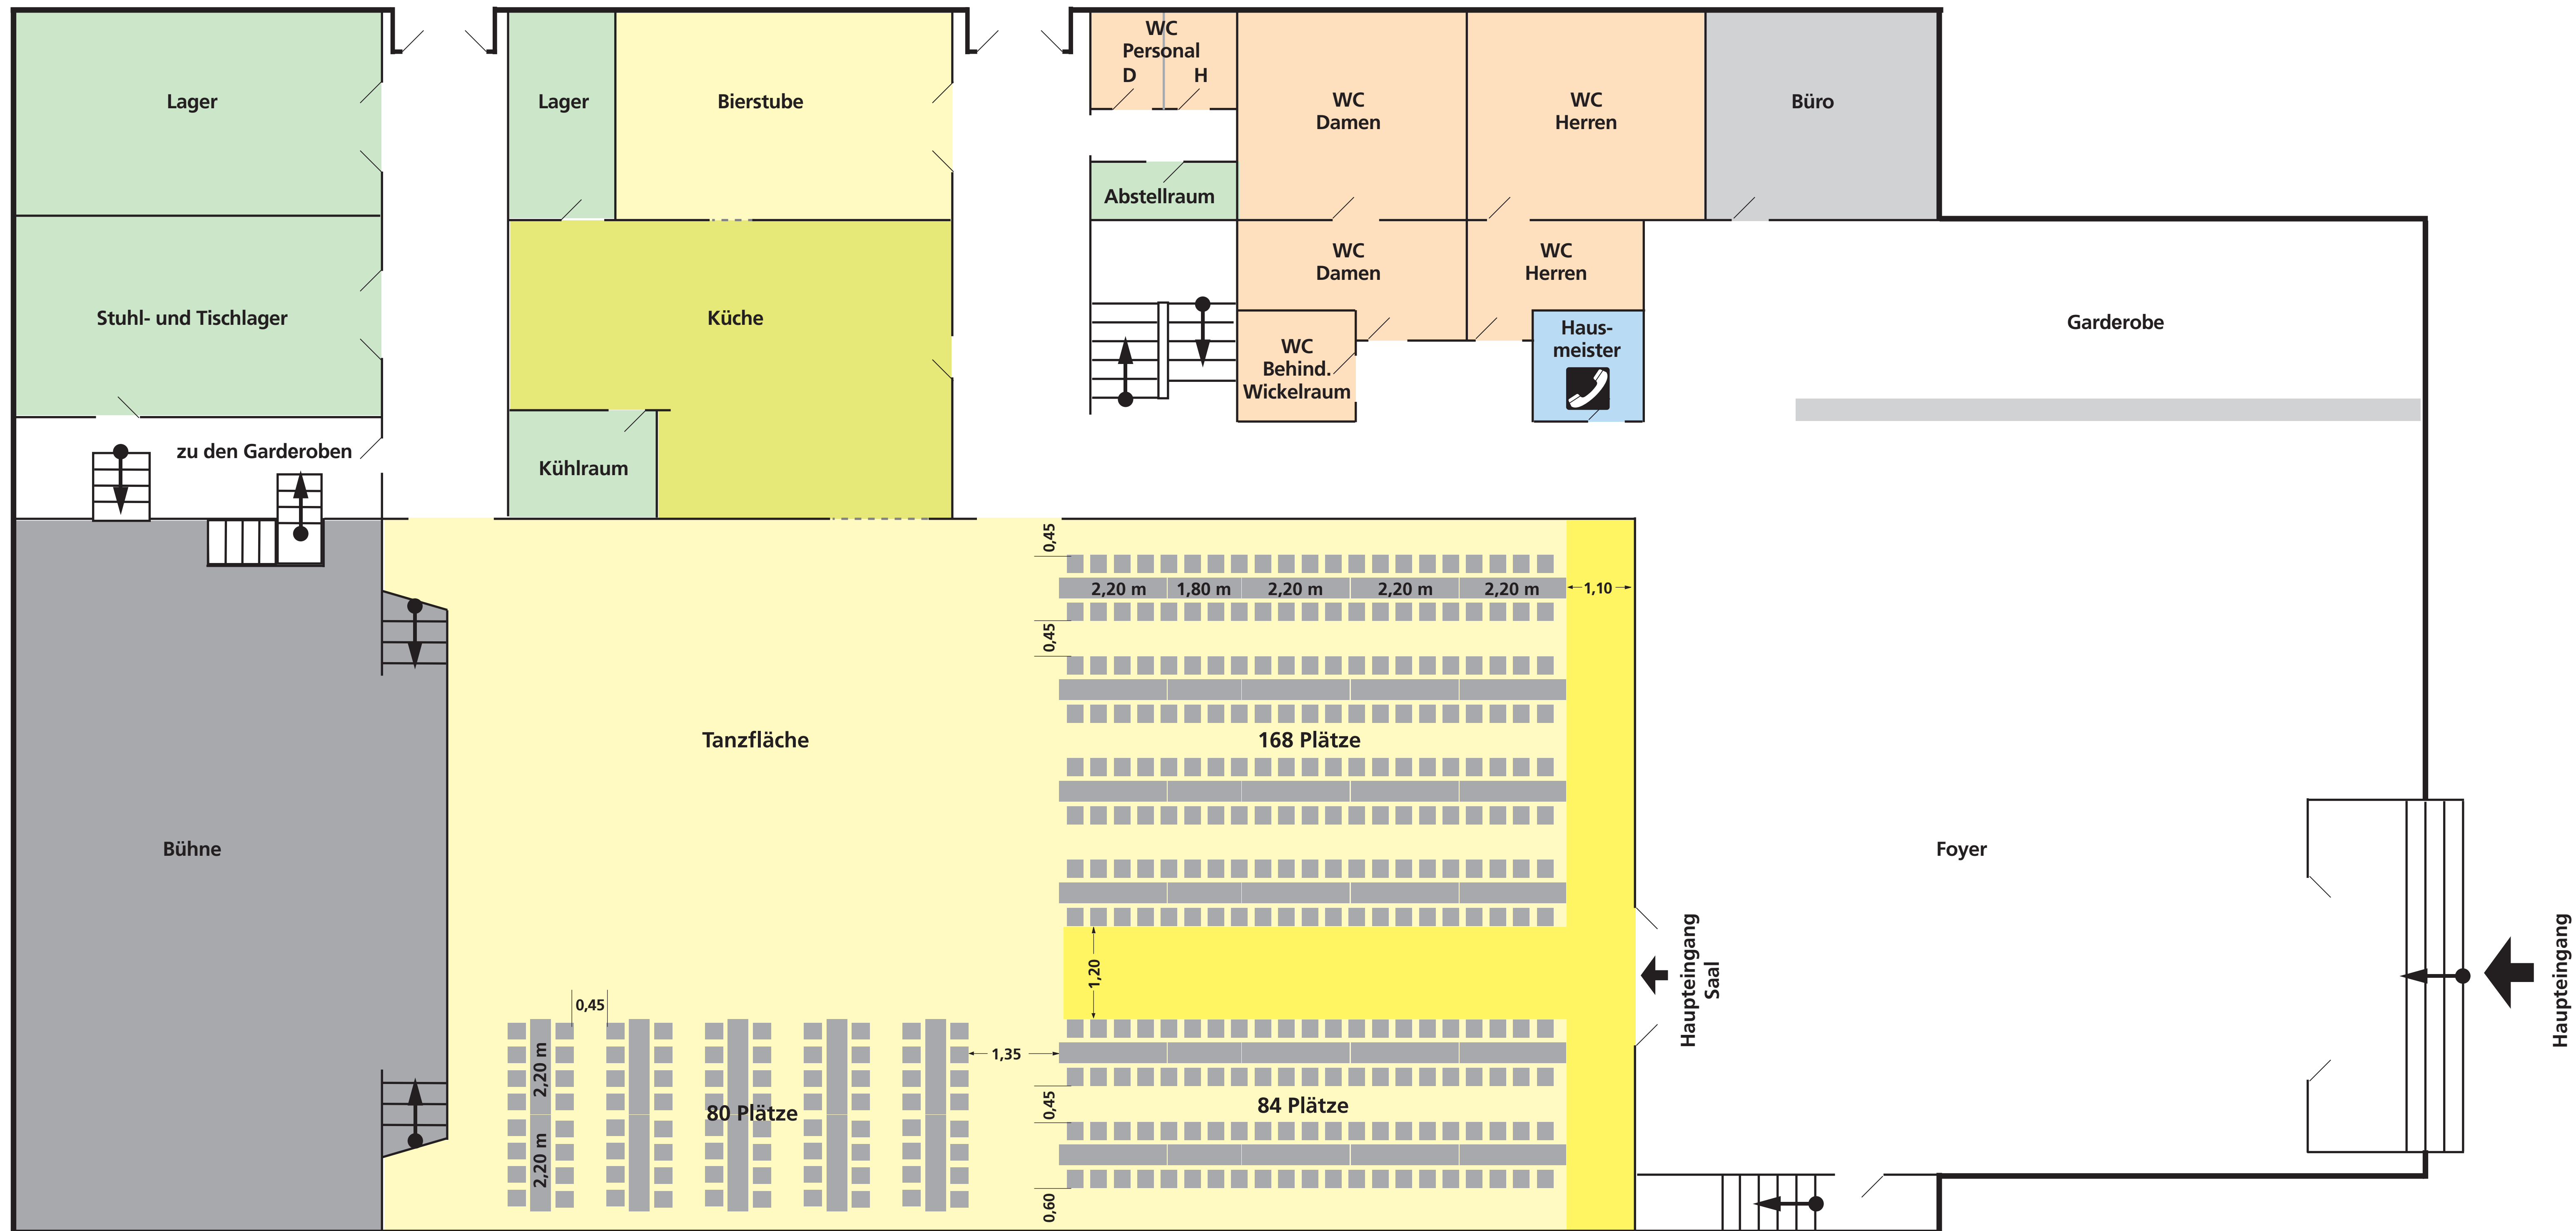 WC
Personal
D H
Lager
Lager
Bierstube
WC
Damen
WC
Herren
Büro
Abstellraum
WC
Damen
WC
Herren
Stuhl- und Tischlager
Küche
Garderobe
Haus-
meister
WC
Behind.
Wickelraum
zu den Garderoben
Kühlraum
0,45
2,20 m
1,80 m
2,20 m
2,20 m
2,20 m
1,10
0,45
Tanzfläche
168 Plätze
Bühne
Foyer
1,20
Haupteingang
Saal
Haupteingang
0,45
2,20 m
1,35
80 Plätze
0,45
84 Plätze
2,20 m
0,60